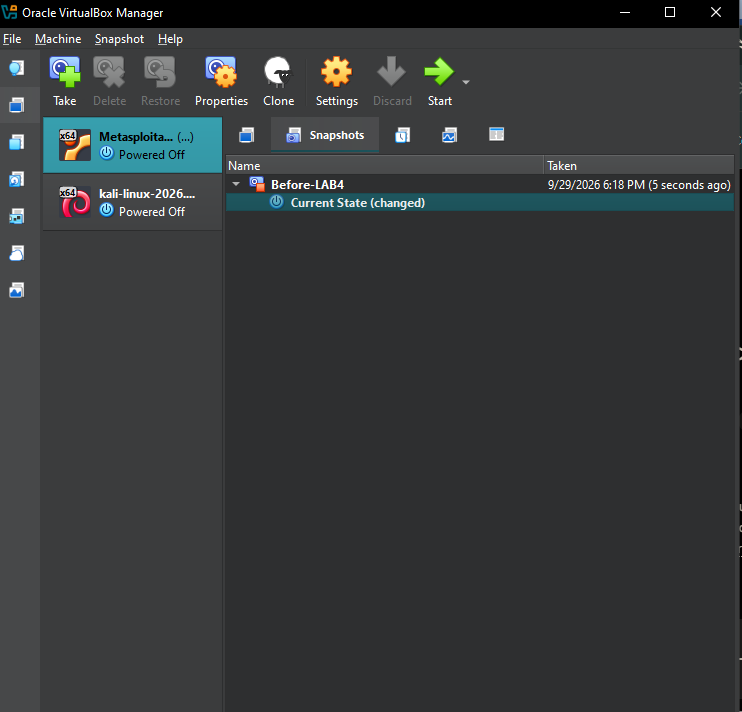 Oracle VirtualBox Manager
File Machine Snapshot Help
Take Delete Restore Properties Clone Settings Discard Start
x64 Metasploita... (...)
Powered Off
x64 kali-linux-2026....
Powered Off
Snapshots
Name Taken
Before-LAB4 9/29/2026 6:18 PM (5 seconds ago)
Current State (changed)